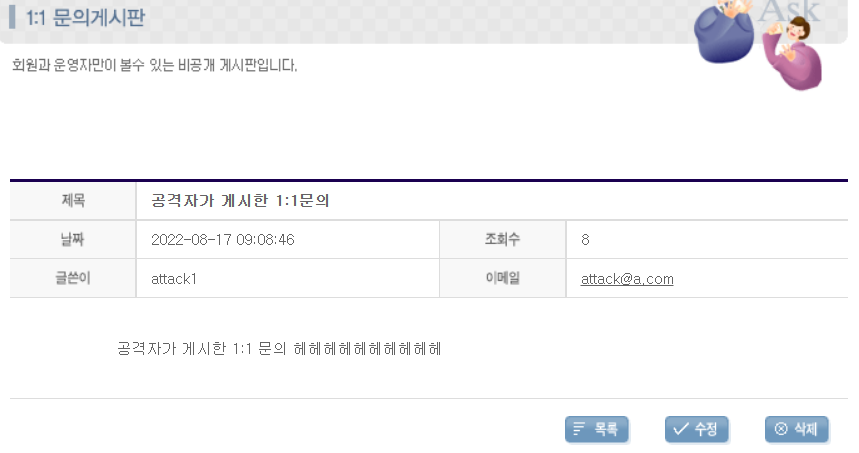 1:1 문의게시판
Ask
회원과 운영자만이 볼수 있는 비공개 게시판입니다.
제목 공격자가 게시한 1:1문의
날짜 2022-08-17 09:08:46 조회수 8
글쓴이 attack1 이메일 attack@a.com
공격자가 게시한 1:1 문의 헤헤헤헤헤헤헤헤헤헤
목록 수정 삭제